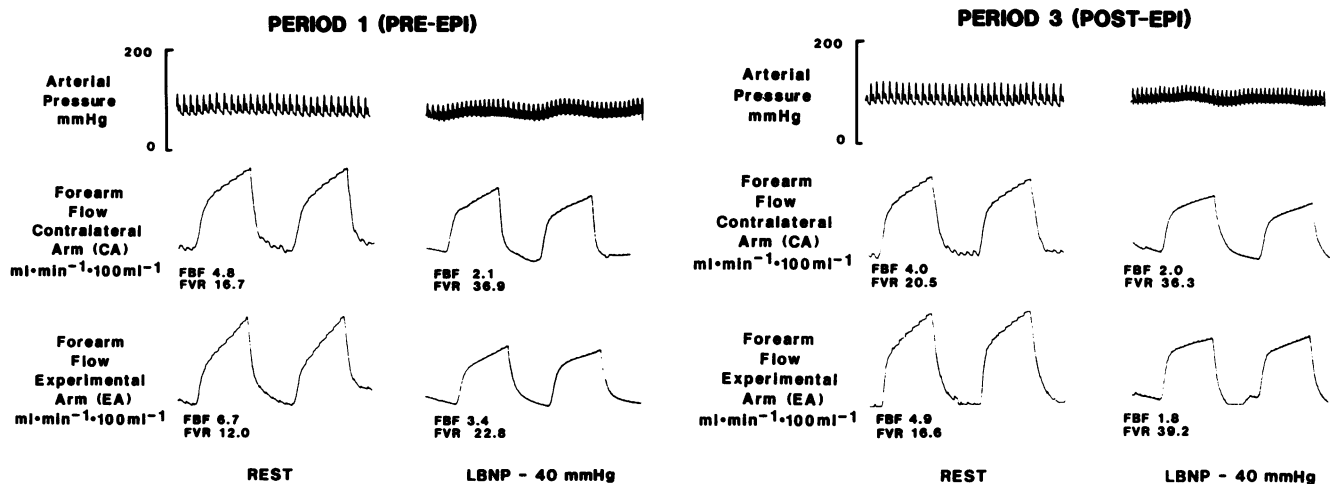 PERIOD 1 (PRE-EPI)
200
Arterial
Pressure
mmHg
0
Forearm
Flow
Contralateral
Arm (CA)
ml•min⁻¹•100ml⁻¹
FBF 4.8
FVR 16.7
FBF 2.1
FVR 36.9
Forearm
Flow
Experimental
Arm (EA)
ml•min⁻¹•100ml⁻¹
FBF 6.7
FVR 12.0
FBF 3.4
FVR 22.8
REST
LBNP - 40 mmHg
PERIOD 3 (POST-EPI)
200
Arterial
Pressure
mmHg
0
Forearm
Flow
Contralateral
Arm (CA)
ml•min⁻¹•100ml⁻¹
FBF 4.0
FVR 20.5
FBF 2.0
FVR 36.3
Forearm
Flow
Experimental
Arm (EA)
ml•min⁻¹•100ml⁻¹
FBF 4.9
FVR 16.6
FBF 1.8
FVR 39.2
REST
LBNP - 40 mmHg